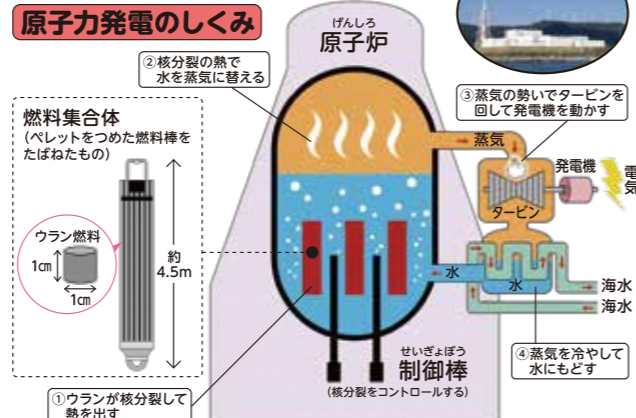 原子力発電のしくみ
げんしろ
原子炉
②核分裂の熱で
水を蒸気に替える
③蒸気の勢いでタービンを
回して発電機を動かす
燃料集合体
(ペレットをつめた燃料棒を
たばねたもの)
ウラン燃料
1cm
1cm
約
4.5m
蒸気
発電機
電気
タービン
水
水
海水
海水
④蒸気を冷やして
水にもどす
せいぎょぼう
制御棒
(核分裂をコントロールする)
①ウランが核分裂して
熱を出す